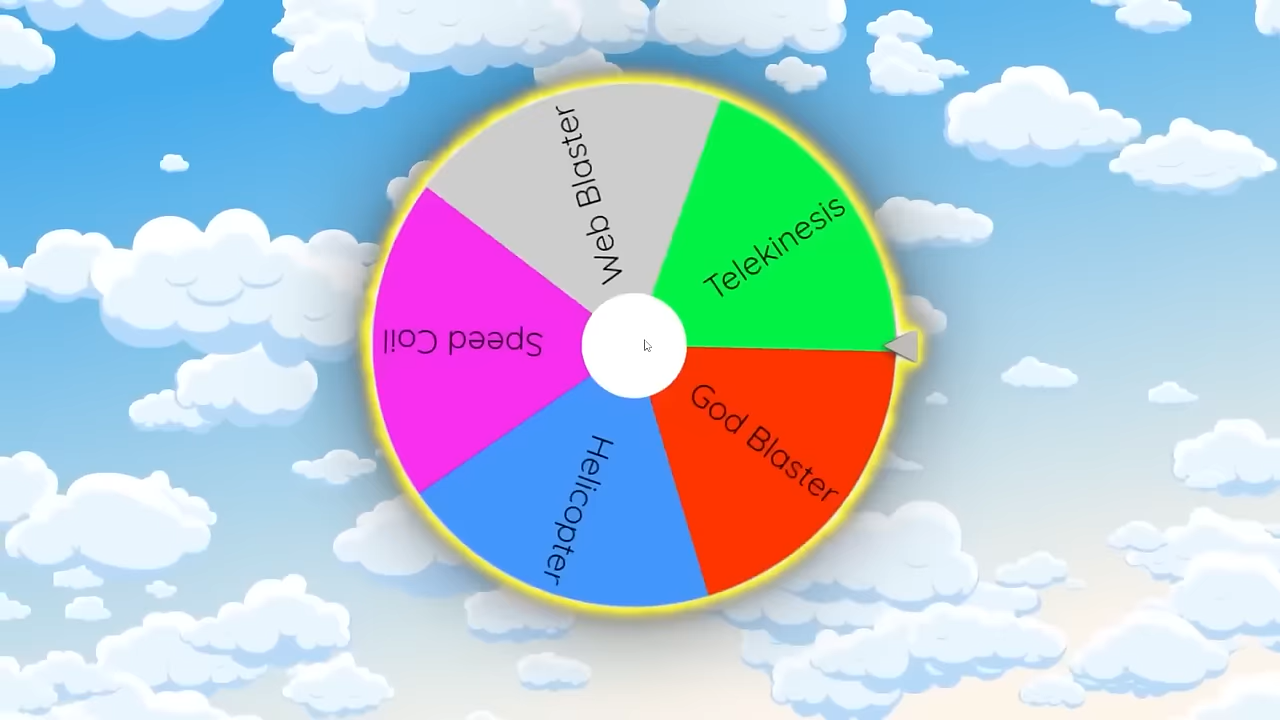 Web Blaster
Telekinesis
Speed Coil
God Blaster
Helicopter